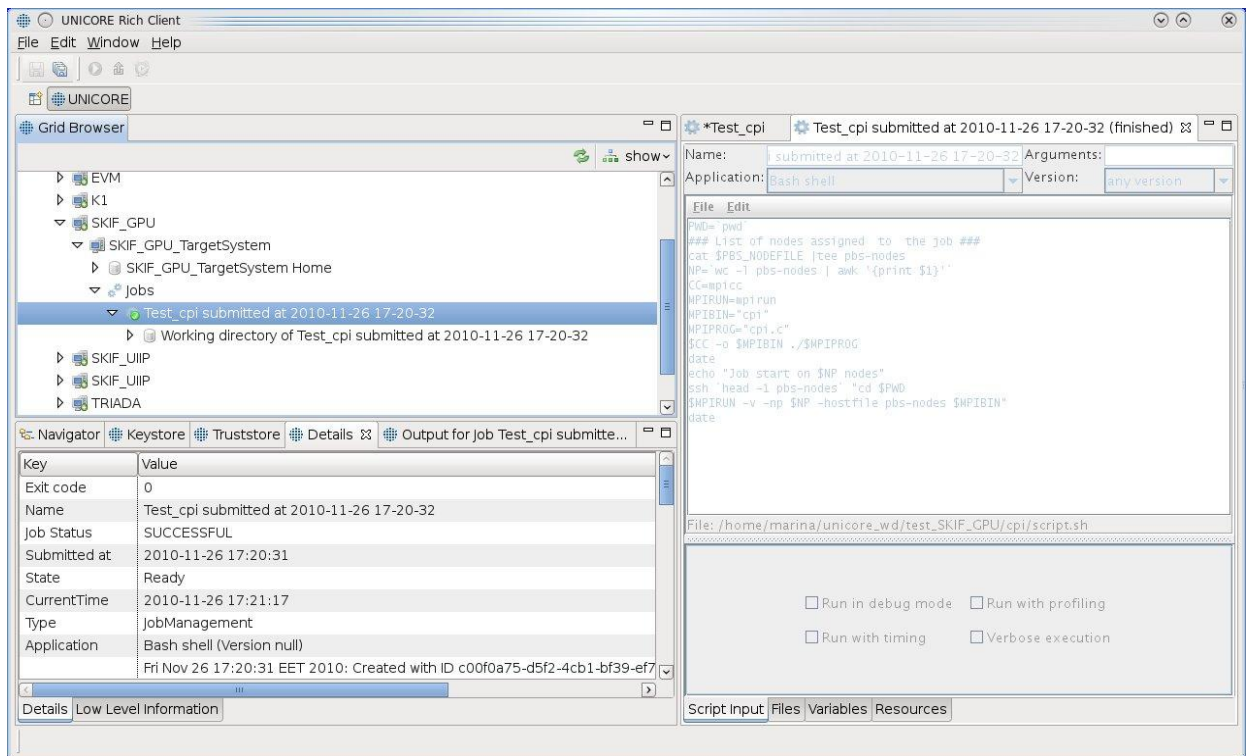 UNICORE Rich Client
File Edit Window Help
UNICORE
Grid Browser
show
EVM
K1
SKIF_GPU
SKIF_GPU_TargetSystem
SKIF_GPU_TargetSystem Home
Jobs
Test_cpi submitted at 2010-11-26 17-20-32
Working directory of Test_cpi submitted at 2010-11-26 17-20-32
SKIF_UIIP
SKIF_UIIP
TRIADA
Navigator Keystore Truststore Details Output for Job Test_cpi submitte...
Key Value
Exit code 0
Name Test_cpi submitted at 2010-11-26 17-20-32
Job Status SUCCESSFUL
Submitted at 2010-11-26 17:20:31
State Ready
CurrentTime 2010-11-26 17:21:17
Type JobManagement
Application Bash shell (Version null)
Fri Nov 26 17:20:31 EET 2010: Created with ID c00f0a75-d5f2-4cb1-bf39-ef7
Details Low Level Information
*Test_cpi Test_cpi submitted at 2010-11-26 17-20-32 (finished)
Name: i submitted at 2010-11-26 17-20-32 Arguments:
Application: Bash shell Version: any version
File Edit
PWD=`pwd`
### List of nodes assigned to the job ###
cat $PBS_NODEFILE |tee pbs-nodes
NP=`wc -l pbs-nodes | awk '{print $1}'`
CC=mpicc
MPIRUN=mpirun
MPIBIN="cpi"
MPIPROG="cpi.c"
$CC -o $MPIBIN ./$MPIPROG
date
echo "Job start on $NP nodes"
ssh `head -1 pbs-nodes` "cd $PWD
$MPIRUN -v -np $NP -hostfile pbs-nodes $MPIBIN"
date
File: /home/marina/unicore_wd/test_SKIF_GPU/cpi/script.sh
Run in debug mode Run with profiling
Run with timing Verbose execution
Script Input Files Variables Resources